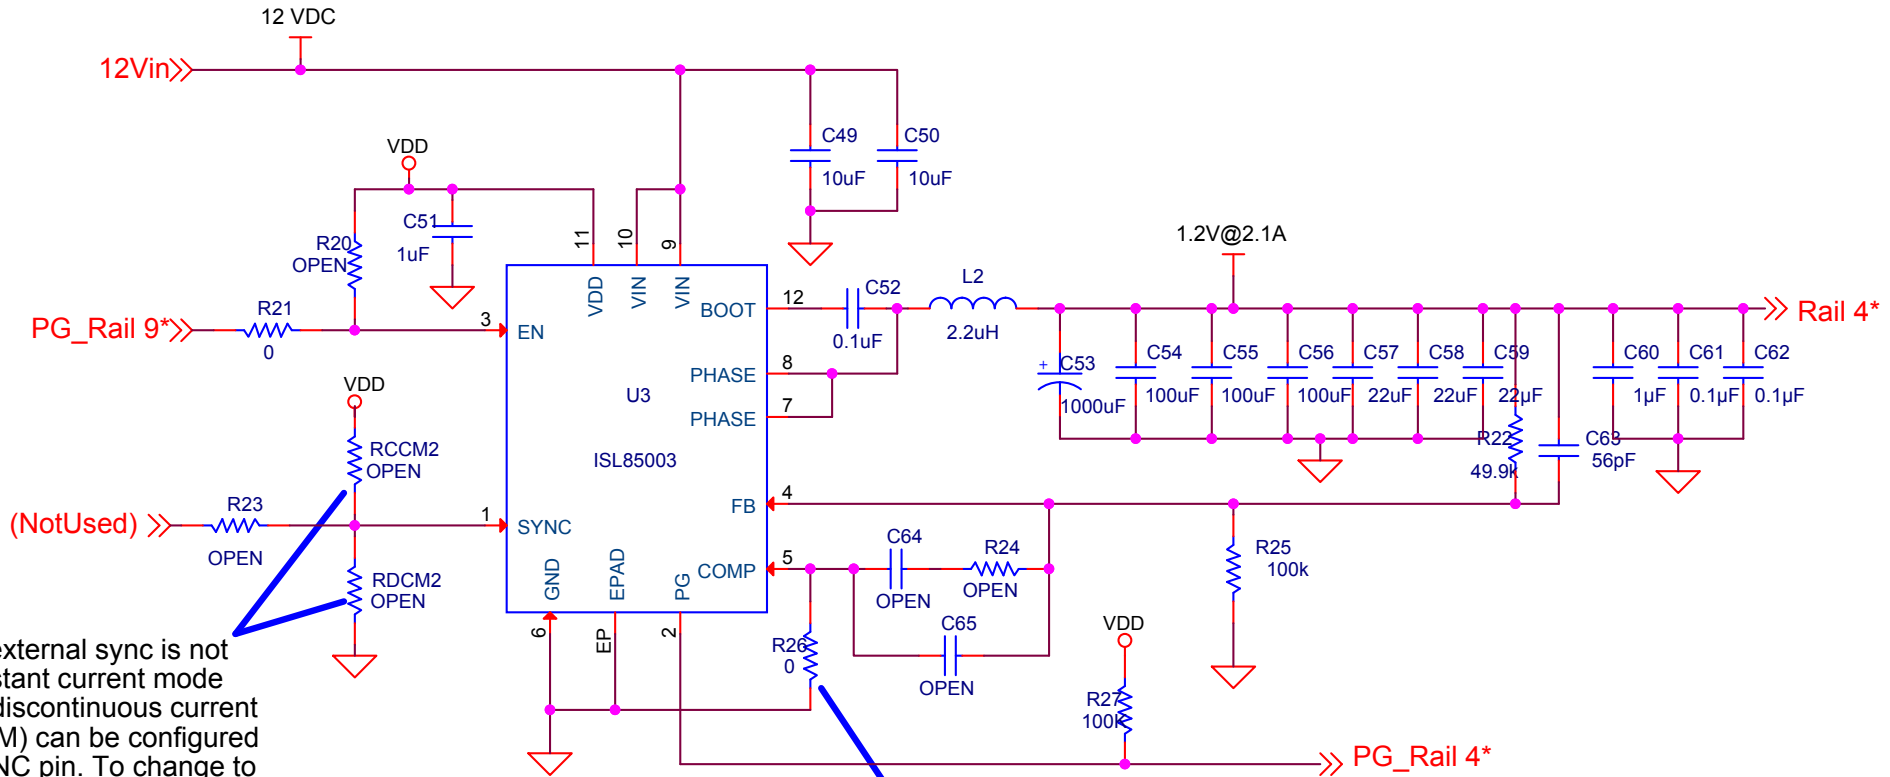 12 VDC
12Vin
VDD
C49
10uF
C50
10uF
C51
1uF
R20
OPEN
11
10
9
1.2V@2.1A
R21
0
PG_Rail 9*
3
EN
VDD
VIN
VIN
BOOT
12
C52
0.1uF
L2
2.2uH
Rail 4*
PHASE
8
PHASE
7
U3
ISL85003
+
C53
1000uF
C54
100uF
C55
100uF
C56
100uF
C57
22uF
C58
22uF
C59
22µF
C60
1µF
C61
0.1µF
C62
0.1µF
R22
49.9k
C63
56pF
VDD
RCCM2
OPEN
R23
OPEN
(NotUsed)
1
SYNC
FB
4
RDCM2
OPEN
GND
EPAD
PG
COMP
5
C64
OPEN
R24
OPEN
R25
100k
6
EP
2
R26
0
C65
OPEN
VDD
R27
100K
PG_Rail 4*
external sync is not
stant current mode
discontinuous current
M) can be configured
NC pin. To change to